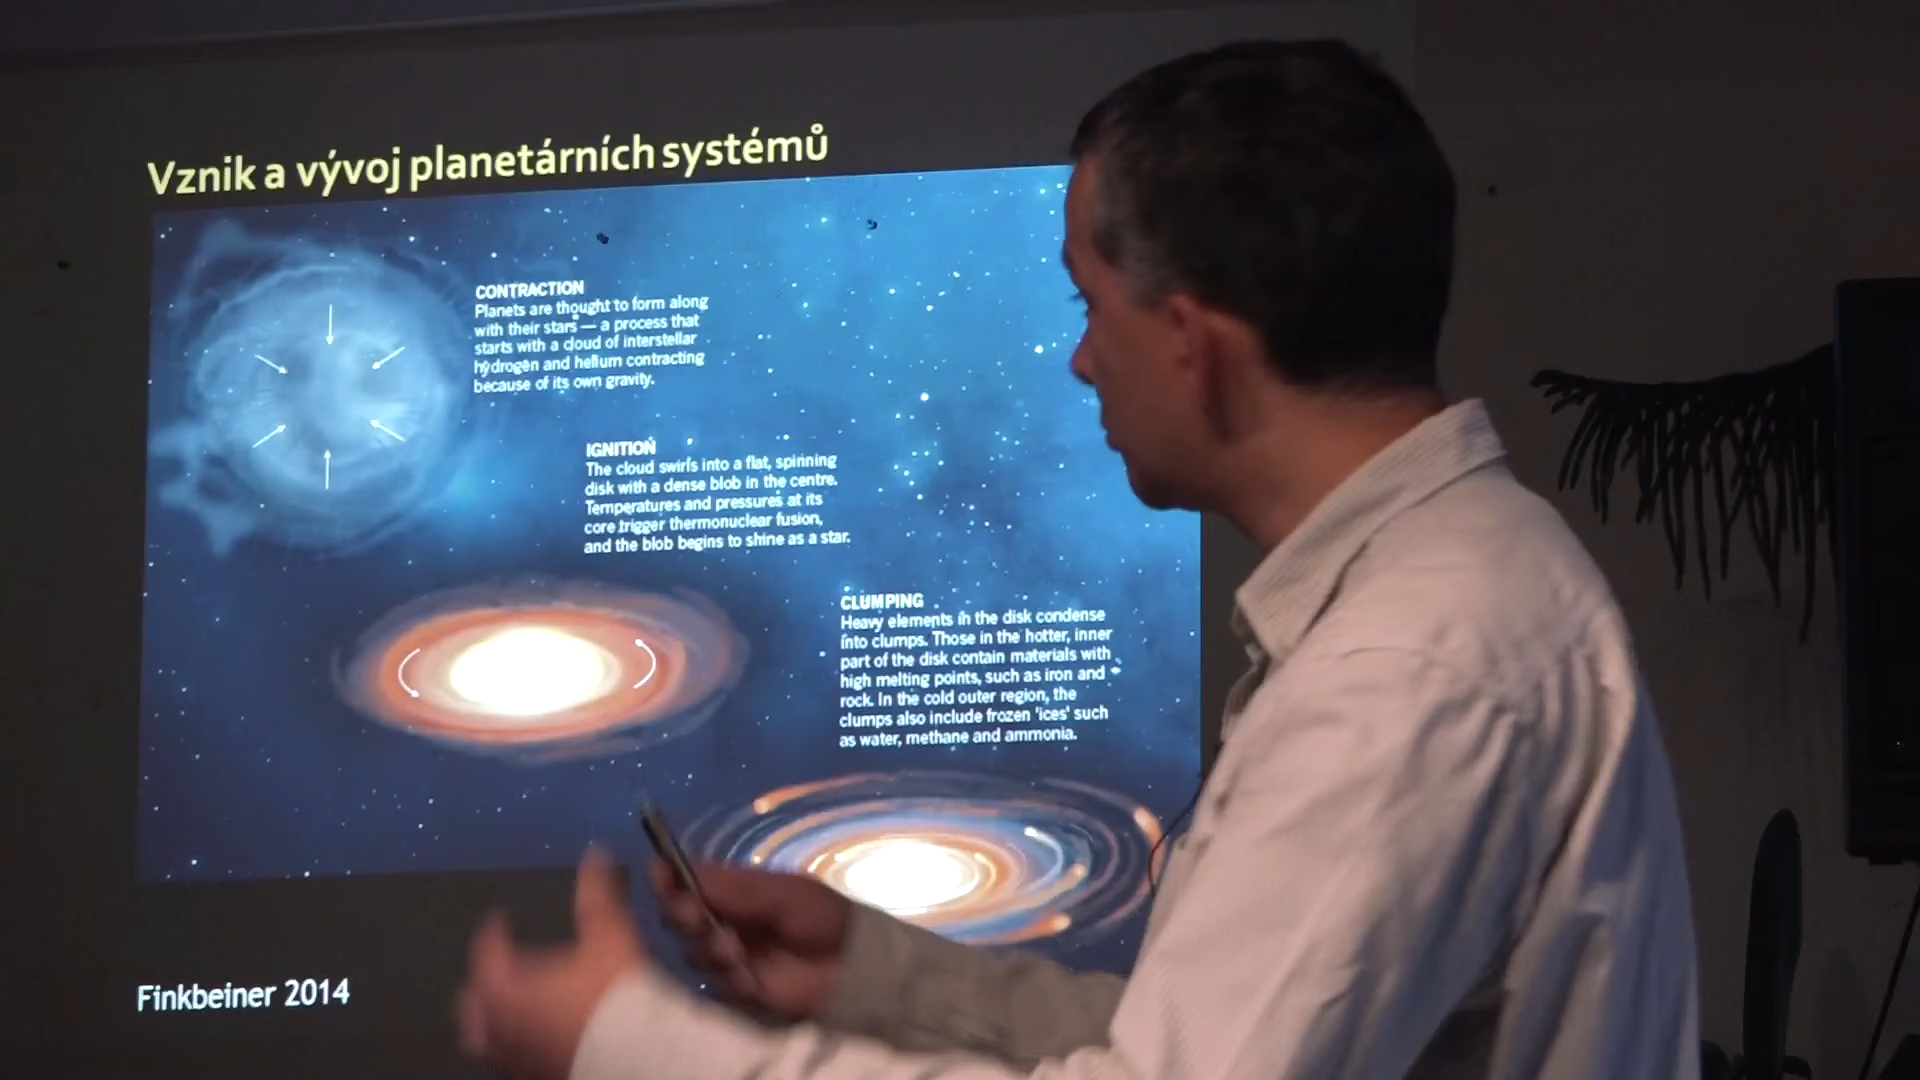 Vznik a vývoj planetárních systémů
CONTRACTION
Planets are thought to form along
with their stars — a process that
starts with a cloud of interstellar
hydrogen and helium contracting
because of its own gravity.
IGNITION
The cloud swirls into a flat, spinning
disk with a dense blob in the centre.
Temperatures and pressures at its
core trigger thermonuclear fusion,
and the blob begins to shine as a star.
CLUMPING
Heavy elements in the disk condense
into clumps. Those in the hotter, inner
part of the disk contain materials with
high melting points, such as iron and
rock. In the cold outer region, the
clumps also include frozen 'ices' such
as water, methane and ammonia.
Finkbeiner 2014